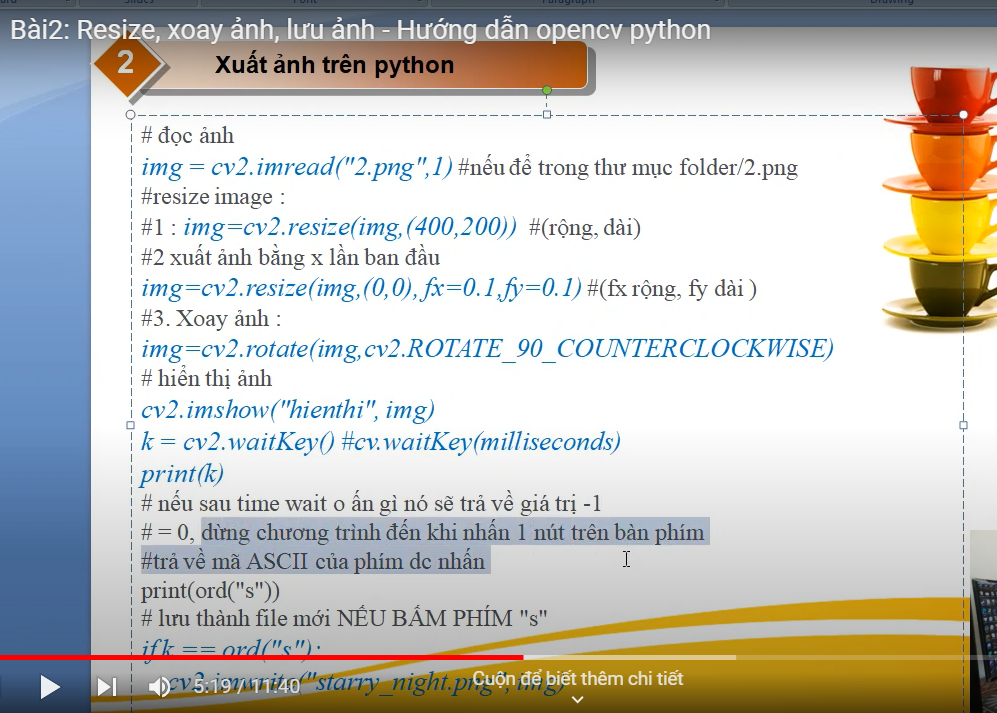 Slides
Font
Paragraph
Drawing
Bài2: Resize, xoay ảnh, lưu ảnh - Hướng dẫn opencv python
2
Xuất ảnh trên python
# đọc ảnh
img = cv2.imread("2.png",1) #nếu để trong thư mục folder/2.png
#resize image :
#1 : img=cv2.resize(img,(400,200)) #(rộng, dài)
#2 xuất ảnh bằng x lần ban đầu
img=cv2.resize(img,(0,0), fx=0.1,fy=0.1) #(fx rộng, fy dài )
#3. Xoay ảnh :
img=cv2.rotate(img,cv2.ROTATE_90_COUNTERCLOCKWISE)
# hiển thị ảnh
cv2.imshow("hienthi", img)
k = cv2.waitKey() #cv.waitKey(milliseconds)
print(k)
# nếu sau time wait o ấn gì nó sẽ trả về giá trị -1
# = 0, dừng chương trình đến khi nhấn 1 nút trên bàn phím
#trả về mã ASCII của phím dc nhấn
print(ord("s"))
# lưu thành file mới NẾU BẤM PHÍM "s"
if k == ord("s"):
cv2.imwrite("starry_night.png", img)
5:19 / 11:40
Cuộn để biết thêm chi tiết